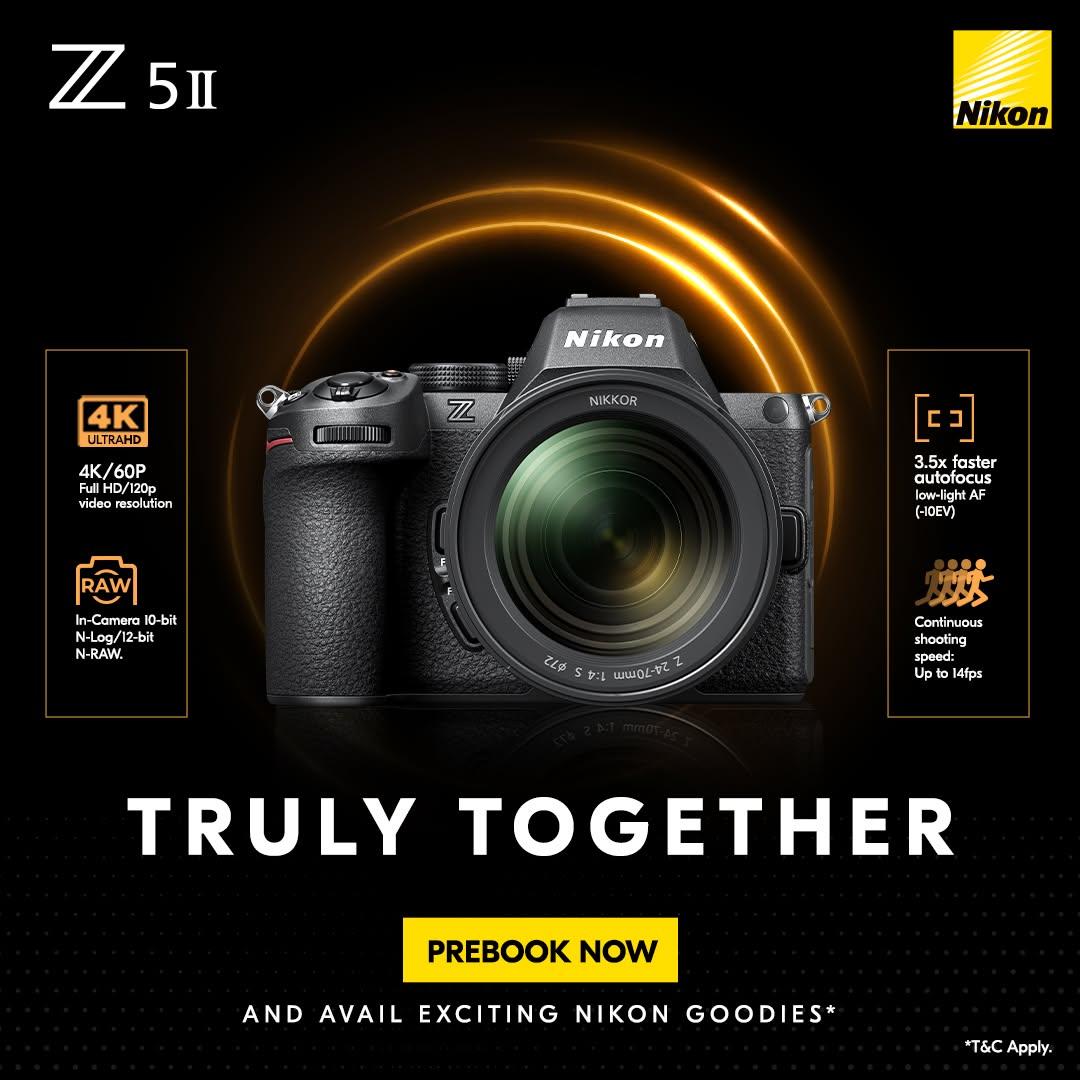 Z 5II
Nikon
Nikon
Z
NIKKOR
Z 24-70mm 1:4 S ø72
4K
ULTRAHD
4K/60P
Full HD/120p
video resolution
RAW
In-Camera 10-bit
N-Log/12-bit
N-RAW.
3.5x faster
autofocus
low-light AF
(-10EV)
Continuous
shooting
speed:
Up to 14fps
TRULY TOGETHER
PREBOOK NOW
AND AVAIL EXCITING NIKON GOODIES*
*T&C Apply.